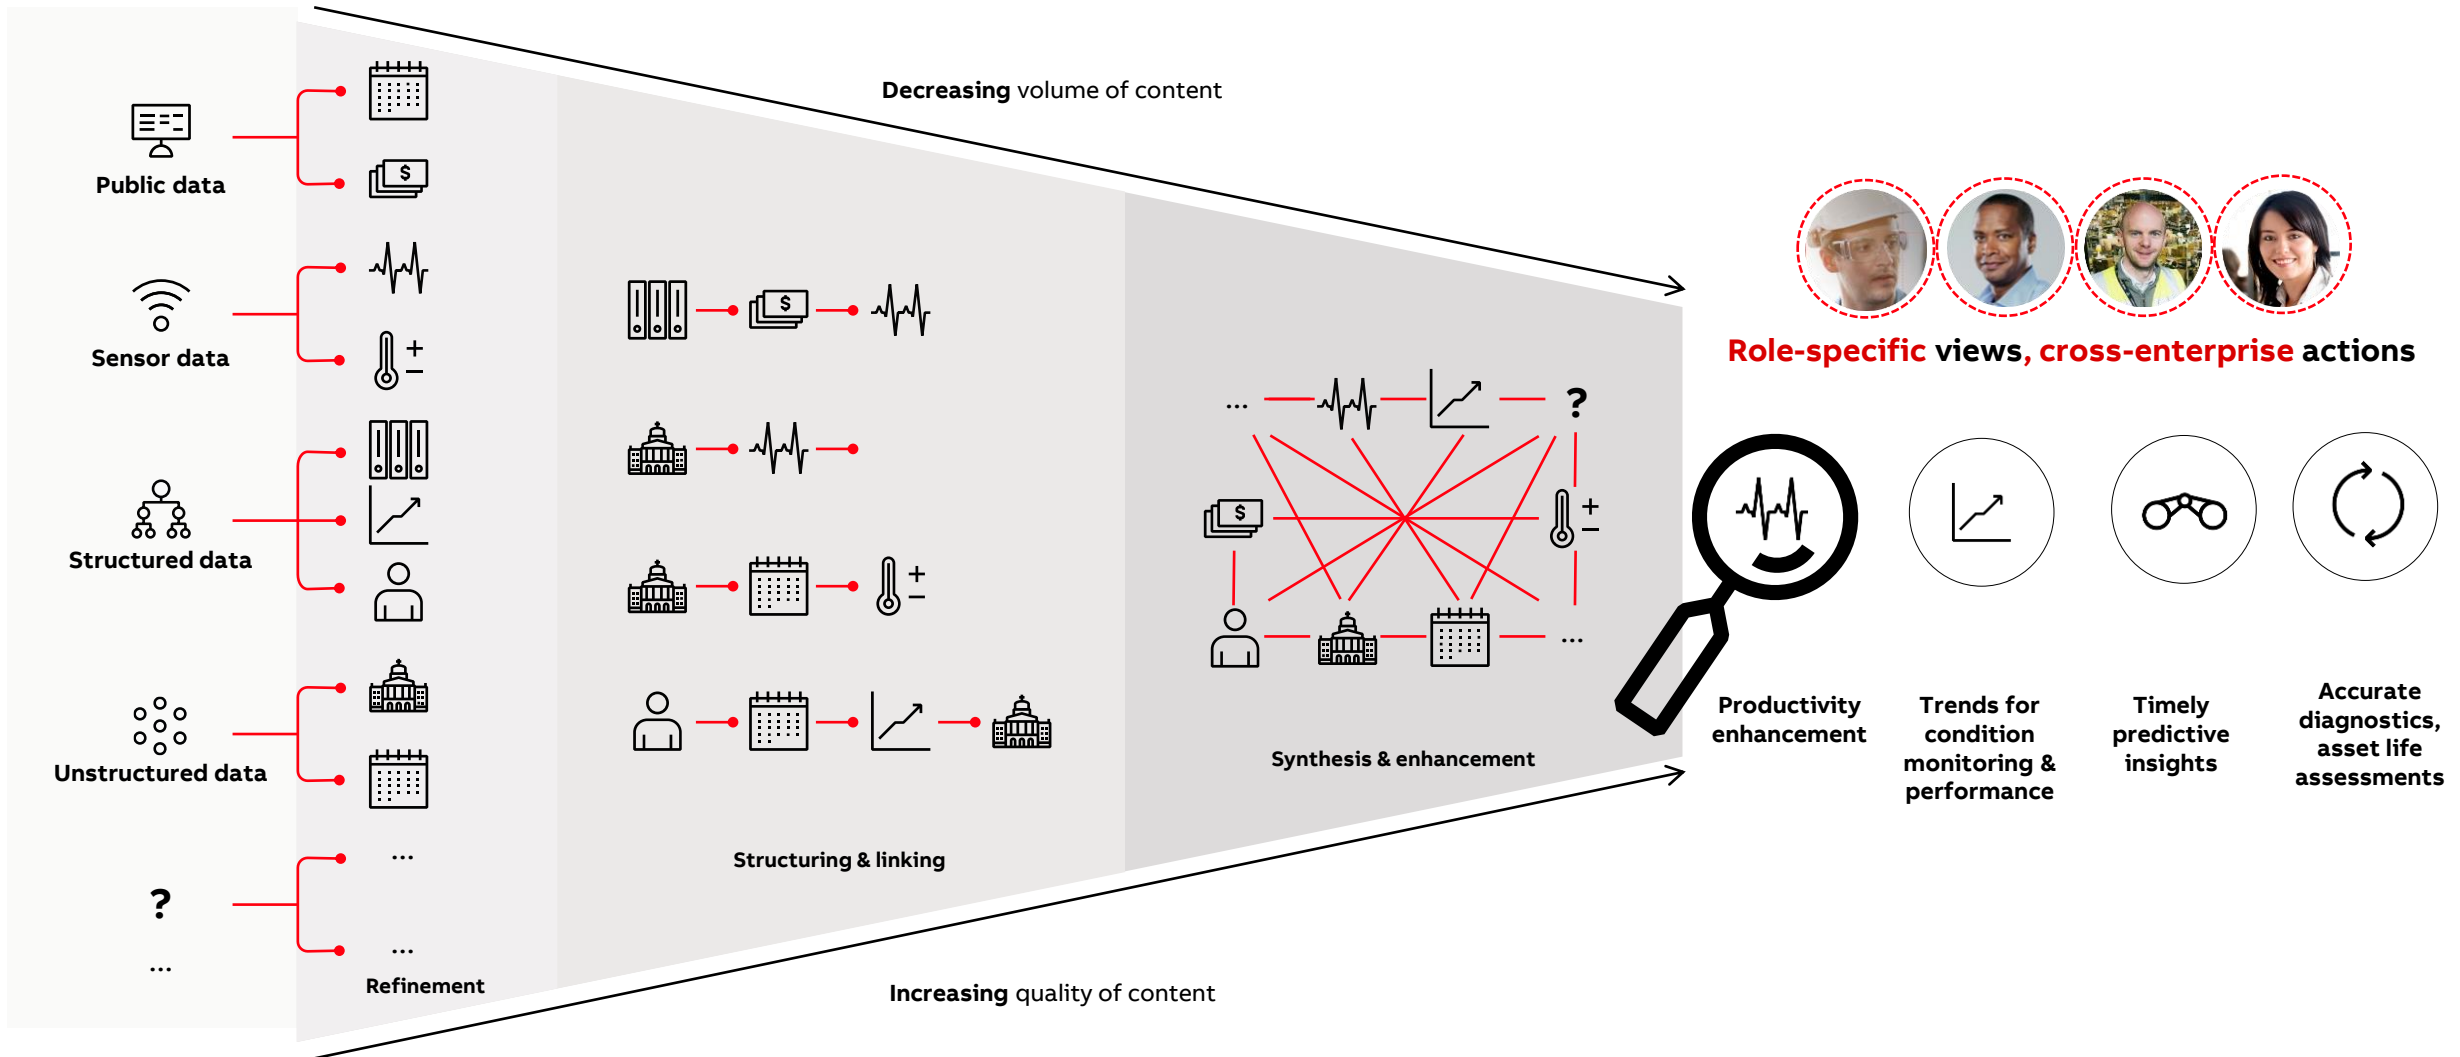 Decreasing volume of content
Public data
Sensor data
Structured data
Unstructured data
?
...
...
...
Refinement
Structuring & linking
...
?
...
Synthesis & enhancement
Increasing quality of content
Role-specific views, cross-enterprise actions
Productivity
enhancement
Trends for
condition
monitoring &
performance
Timely
predictive
insights
Accurate
diagnostics,
asset life
assessments